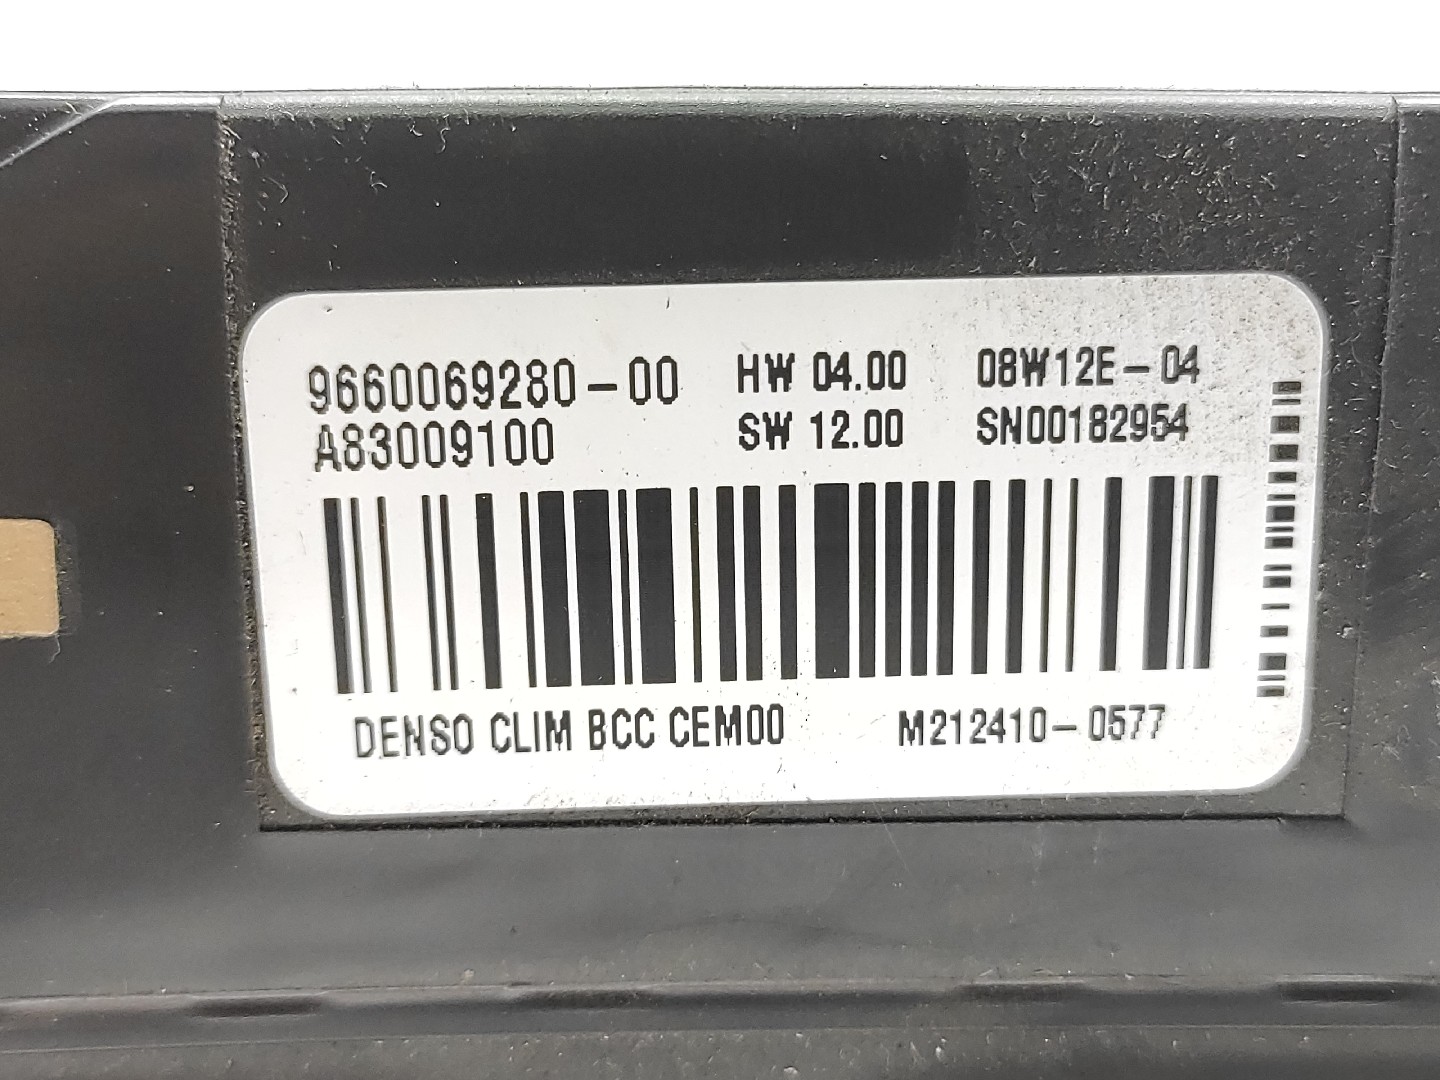 9660069280-00 HW 04.00 08W12E-04
A83009100 SW 12.00 SN00182954
DENSO CLIM BCC CEM00 M212410-0577